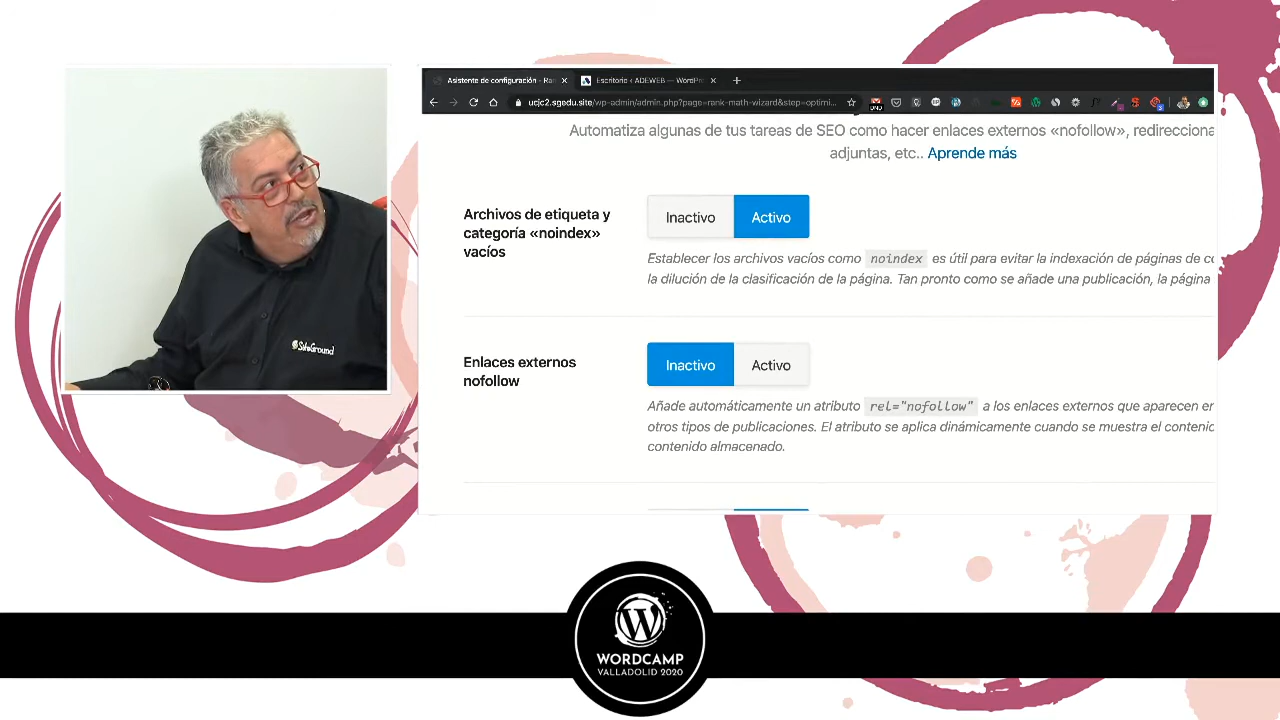 Asistente de configuración - Ran
Escritorio ‹ ADEWEB — WordPre
ucjc2.sgedu.site/wp-admin/admin.php?page=rank-math-wizard&step=optimi...
Automatiza algunas de tus tareas de SEO como hacer enlaces externos «nofollow», redirecciona
adjuntas, etc.. Aprende más
Archivos de etiqueta y
categoría «noindex»
vacíos
Inactivo Activo
Establecer los archivos vacíos como noindex es útil para evitar la indexación de páginas de
la dilución de la clasificación de la página. Tan pronto como se añade una publicación, la página
Enlaces externos
nofollow
Inactivo Activo
Añade automáticamente un atributo rel="nofollow" a los enlaces externos que aparecen en
otros tipos de publicaciones. El atributo se aplica dinámicamente cuando se muestra el contenid
contenido almacenado.
SiteGround
WORDCAMP
VALLADOLID 2020